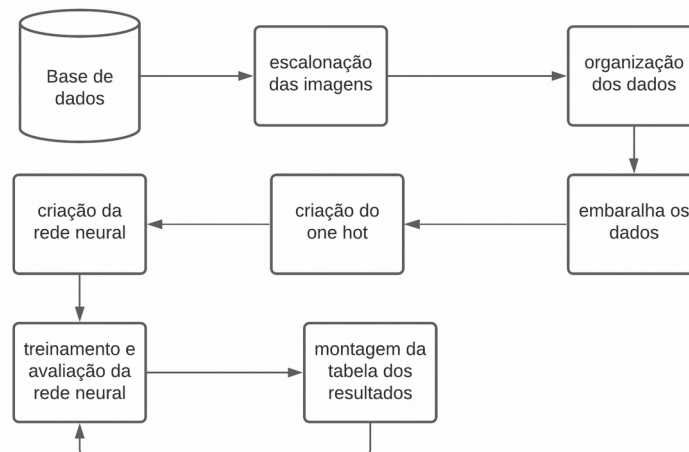 Base de
dados
escalonação
das imagens
organização
dos dados
embaralha os
dados
criação do
one hot
criação da
rede neural
treinamento e
avaliação da
rede neural
montagem da
tabela dos
resultados